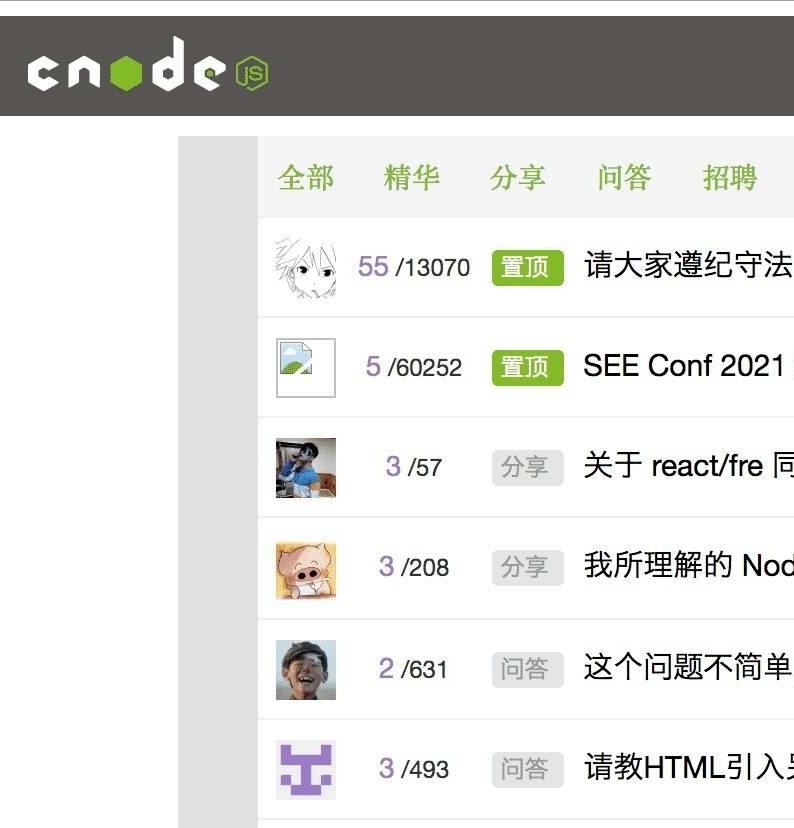 cnode JS
全部 精华 分享 问答 招聘
55 /13070 置顶 请大家遵纪守法
5 /60252 置顶 SEE Conf 2021
3 /57 分享 关于 react/fre 同
3 /208 分享 我所理解的 Nod
2 /631 问答 这个问题不简单
3 /493 问答 请教HTML引入